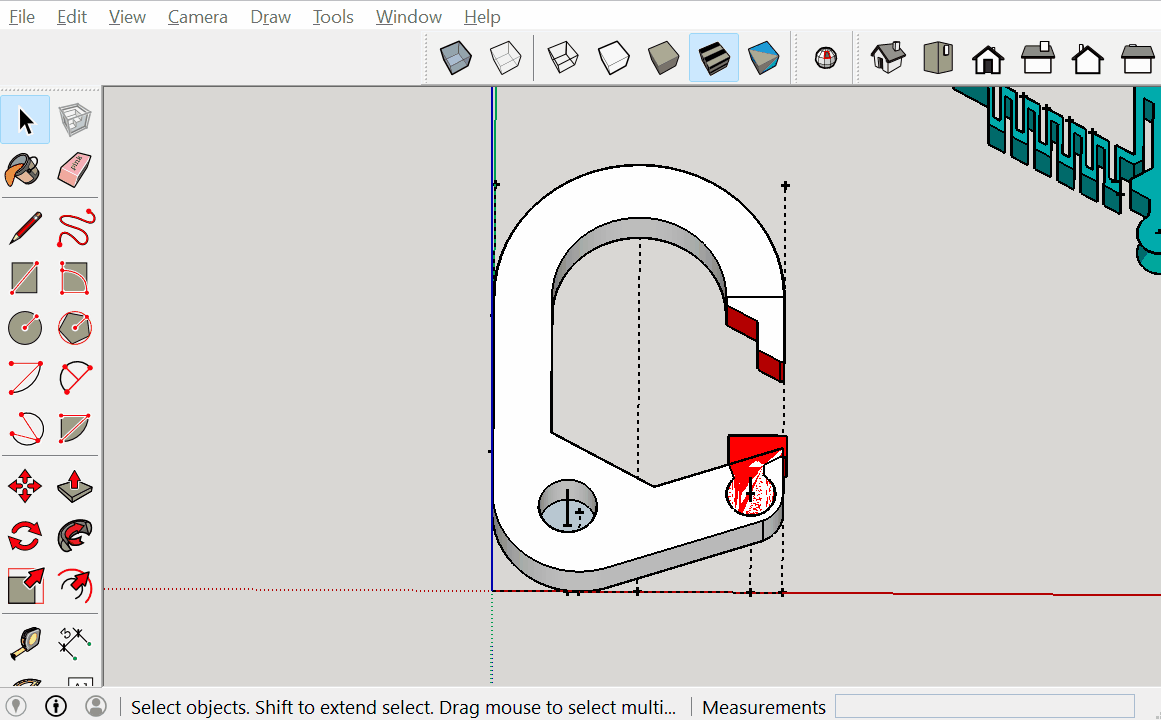 File Edit View Camera Draw Tools Window Help
Select objects. Shift to extend select. Drag mouse to select multi... Measurements